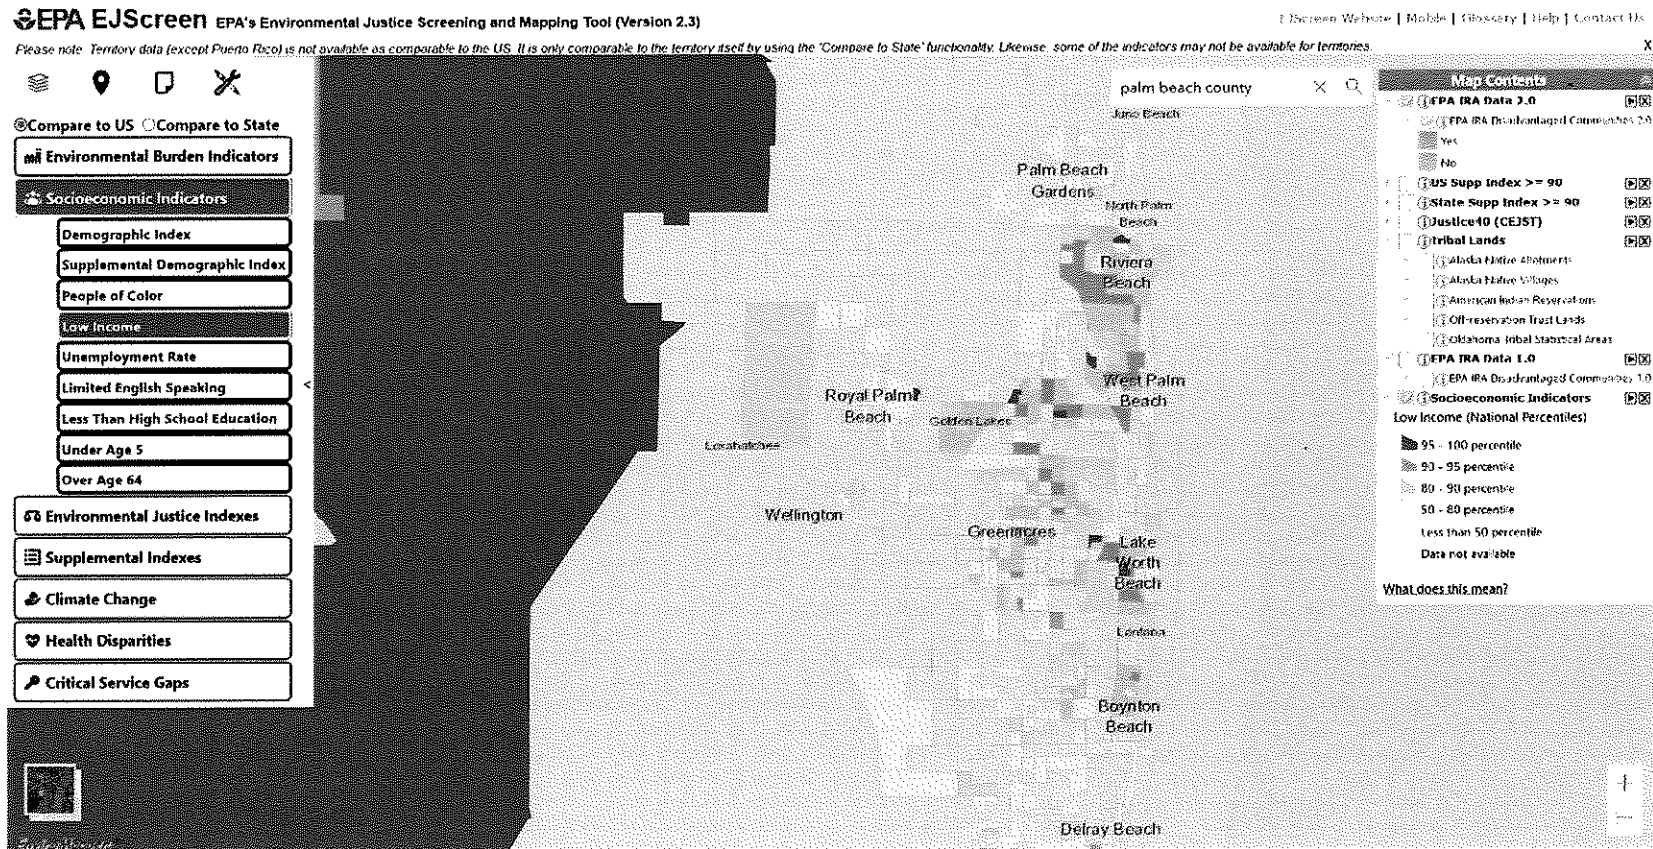 EPA EJScreen EPA's Environmental Justice Screening and Mapping Tool (Version 2.3)
EJScreen Website | Mobile | Glossary | Help | Contact Us
Please note: Territory data (except Puerto Rico) is not available as comparable to the US. It is only comparable to the territory itself by using the 'Compare to State' functionality. Likewise, some of the indicators may not be available for territories.
X
Compare to US Compare to State
Environmental Burden Indicators
Socioeconomic Indicators
Demographic Index
Supplemental Demographic Index
People of Color
Low Income
Unemployment Rate
Limited English Speaking
Less Than High School Education
Under Age 5
Over Age 64
Environmental Justice Indexes
Supplemental Indexes
Climate Change
Health Disparities
Critical Service Gaps
<
palm beach county
Juno Beach
Palm Beach
Gardens
North Palm
Beach
Riviera
Beach
West Palm
Beach
Royal Palm
Beach
Golden Lakes
Loxahatchee
Wellington
Greenacres
Lake
Worth
Beach
Lantana
Boynton
Beach
Delray Beach
Map Contents
EPA IRA Data 2.0
EPA IRA Disadvantaged Communities 2.0
Yes
No
US Supp Index >= 90
State Supp Index >= 90
Justice40 (CEJST)
Tribal Lands
Alaska Native Allotments
Alaska Native Villages
American Indian Reservations
Off-reservation Trust Lands
Oklahoma Tribal Statistical Areas
EPA IRA Data 1.0
EPA IRA Disadvantaged Communities 1.0
Socioeconomic Indicators
Low Income (National Percentiles)
95 - 100 percentile
90 - 95 percentile
80 - 90 percentile
50 - 80 percentile
Less than 50 percentile
Data not available
What does this mean?
+